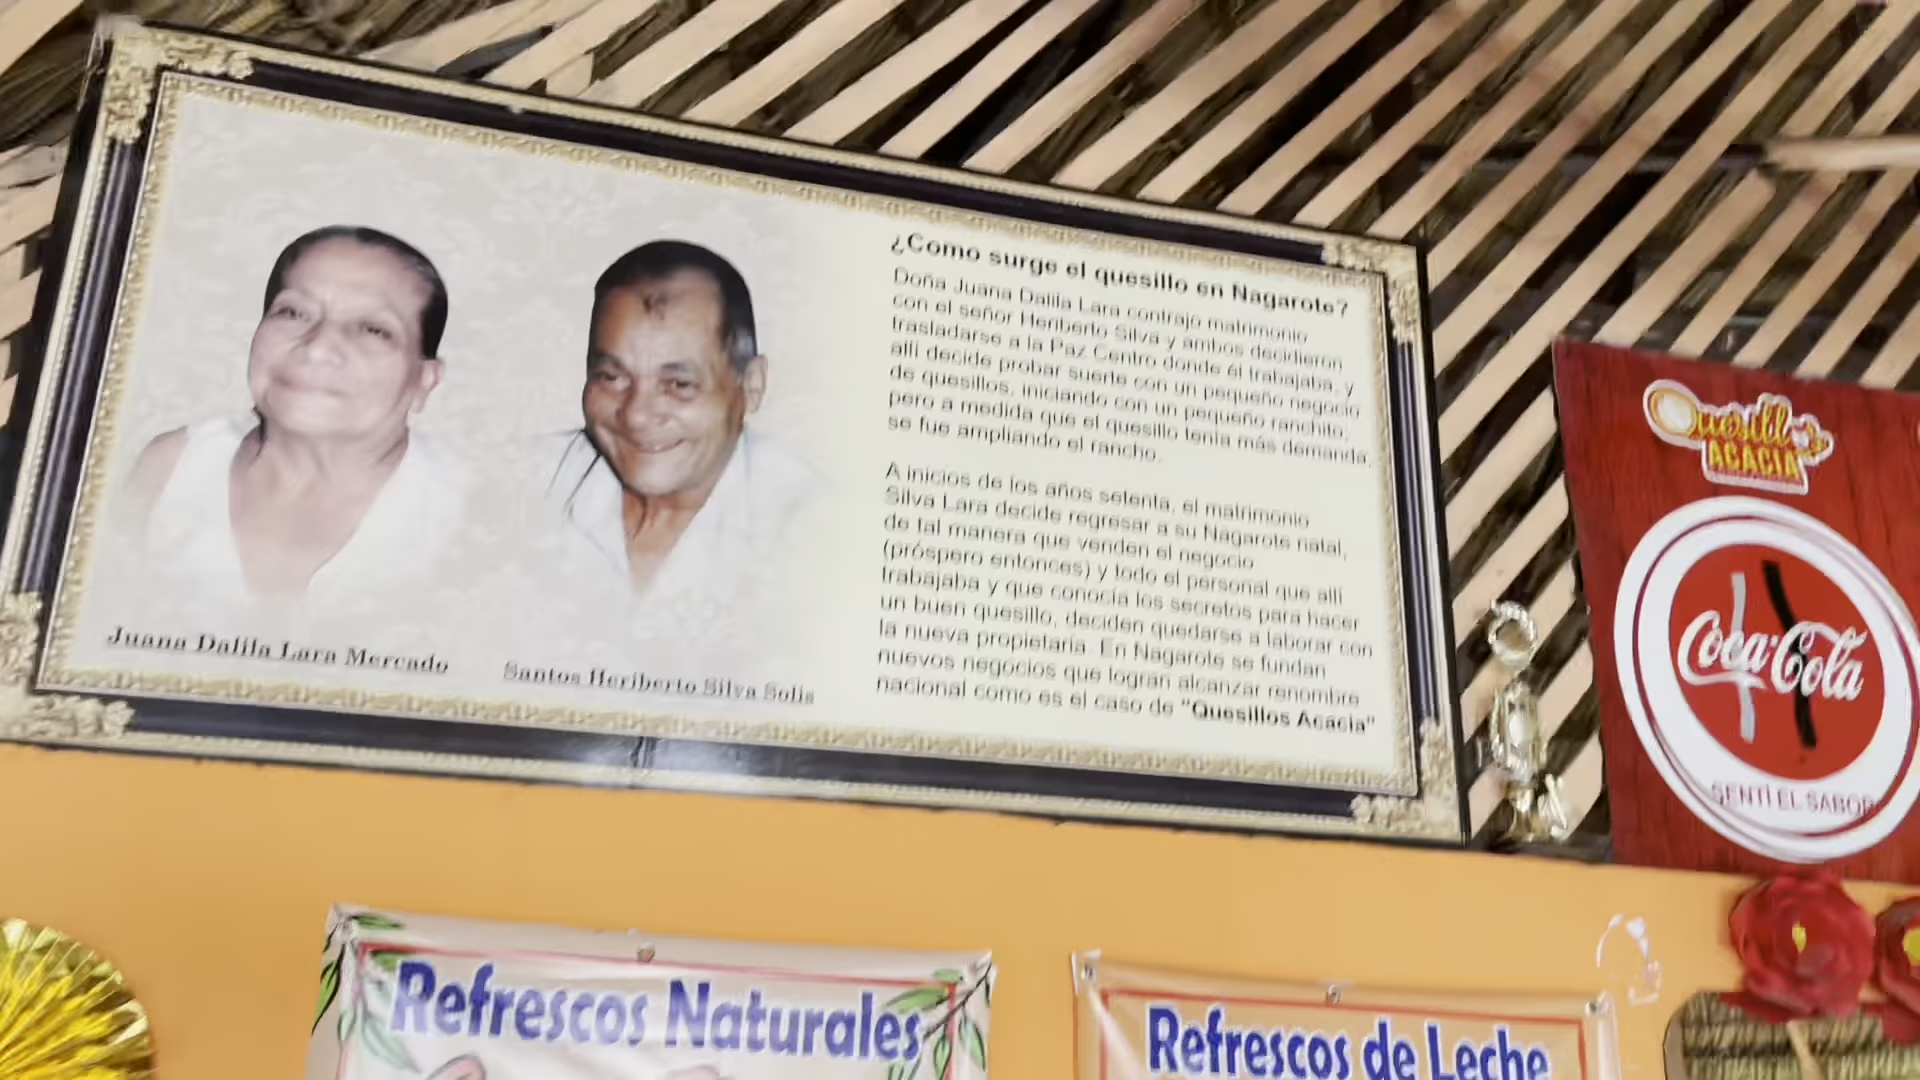 ¿Como surge el quesillo en Nagarote?
Doña Juana Dalila Lara contrajo matrimonio
con el señor Heriberto Silva y ambos decidieron
trasladarse a la Paz Centro donde él trabajaba, y
allí decide probar suerte con un pequeño negocio
de quesillos, iniciando con un pequeño ranchito,
pero a medida que el quesillo tenía más demanda,
se fue ampliando el rancho.
A inicios de los años setenta, el matrimonio
Silva Lara decide regresar a su Nagarote natal,
de tal manera que venden el negocio
(próspero entonces) y todo el personal que allí
trabajaba y que conocía los secretos para hacer
un buen quesillo, deciden quedarse a laborar con
la nueva propietaria. En Nagarote se fundan
nuevos negocios que logran alcanzar renombre
nacional como es el caso de "Quesillos Acacia"
Juana Dalila Lara Mercado
Santos Heriberto Silva Solis
Quesillos
ACACIA
Coca-Cola
SENTÍ EL SABOR
Refrescos Naturales
Refrescos de Leche